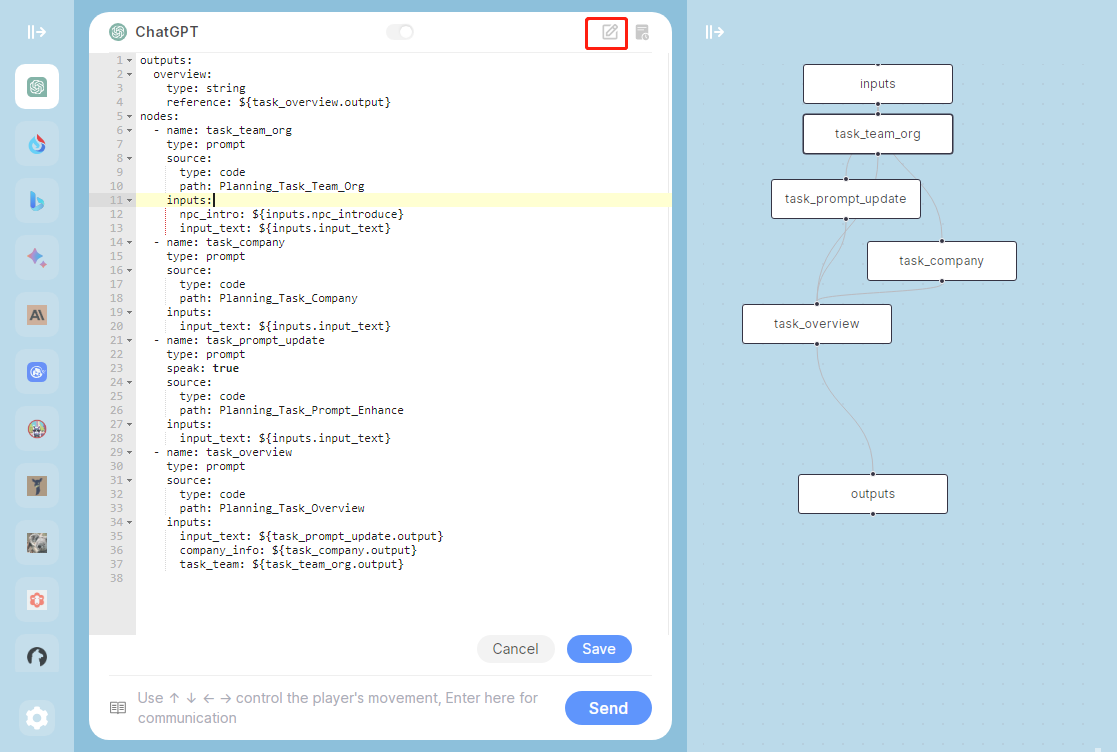 ChatGPT
1 outputs:
2   overview:
3     type: string
4     reference: ${task_overview.output}
5 nodes:
6   - name: task_team_org
7     type: prompt
8     source:
9       type: code
10       path: Planning_Task_Team_Org
11     inputs:
12       npc_intro: ${inputs.npc_introduce}
13       input_text: ${inputs.input_text}
14   - name: task_company
15     type: prompt
16     source:
17       type: code
18       path: Planning_Task_Company
19     inputs:
20       input_text: ${inputs.input_text}
21   - name: task_prompt_update
22     type: prompt
23     speak: true
24     source:
25       type: code
26       path: Planning_Task_Prompt_Enhance
27     inputs:
28       input_text: ${inputs.input_text}
29   - name: task_overview
30     type: prompt
31     source:
32       type: code
33       path: Planning_Task_Overview
34     inputs:
35       input_text: ${task_prompt_update.output}
36       company_info: ${task_company.output}
37       task_team: ${task_team_org.output}
38
Cancel
Save
Use ↑ ↓ ← → control the player's movement, Enter here for
communication
Send
inputs
task_team_org
task_prompt_update
task_company
task_overview
outputs